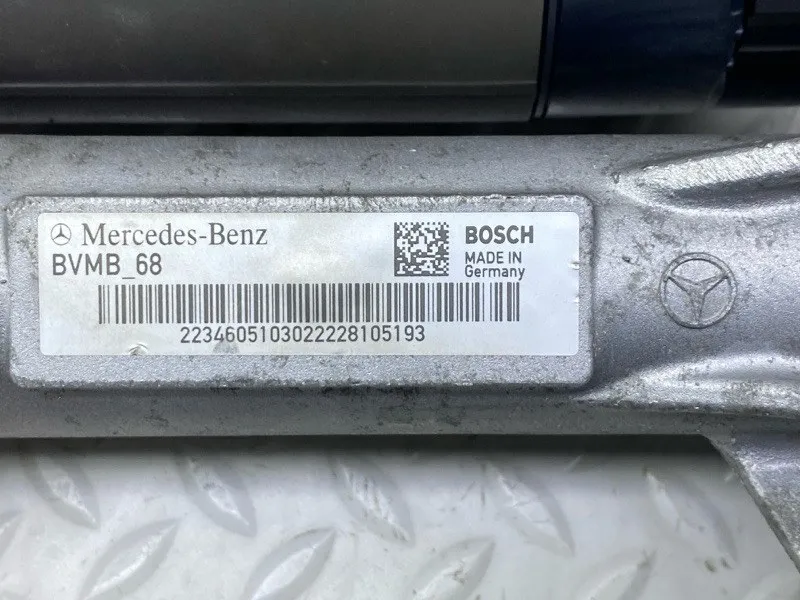 Mercedes-Benz
BVMB_68
BOSCH
MADE IN
Germany
2234605103022228105193